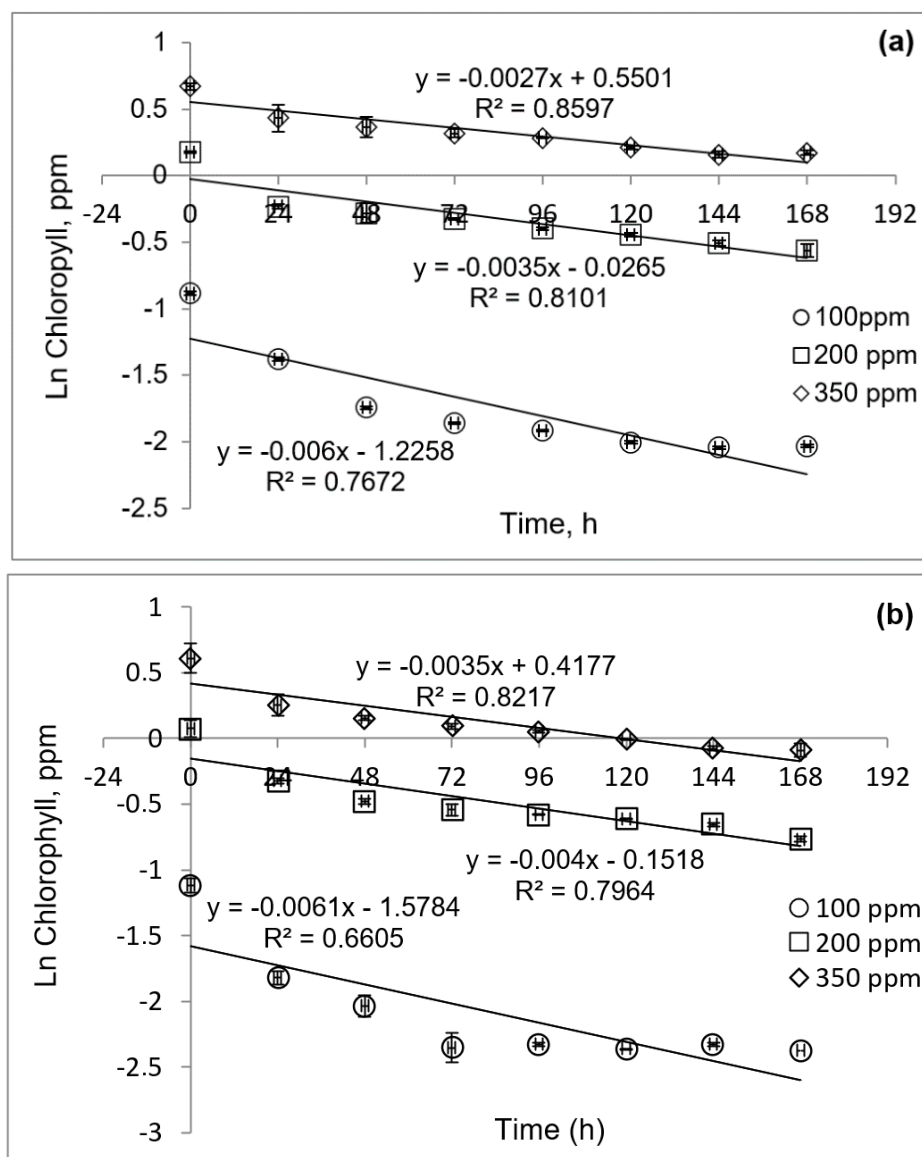 (a)
1
y = -0.0027x + 0.5501
R² = 0.8597
0.5
0
-24 0 24 48 72 96 120 144 168 192
-0.5
y = -0.0035x - 0.0265
R² = 0.8101
-1
100ppm
200 ppm
350 ppm
-1.5
-2
y = -0.006x - 1.2258
R² = 0.7672
-2.5
Ln Chloropyll, ppm
Time, h
(b)
1
y = -0.0035x + 0.4177
R² = 0.8217
0.5
0
-24 0 24 48 72 96 120 144 168 192
-0.5
y = -0.004x - 0.1518
R² = 0.7964
-1
y = -0.0061x - 1.5784
R² = 0.6605
100 ppm
200 ppm
350 ppm
-1.5
-2
-2.5
-3
Ln Chlorophyll, ppm
Time (h)